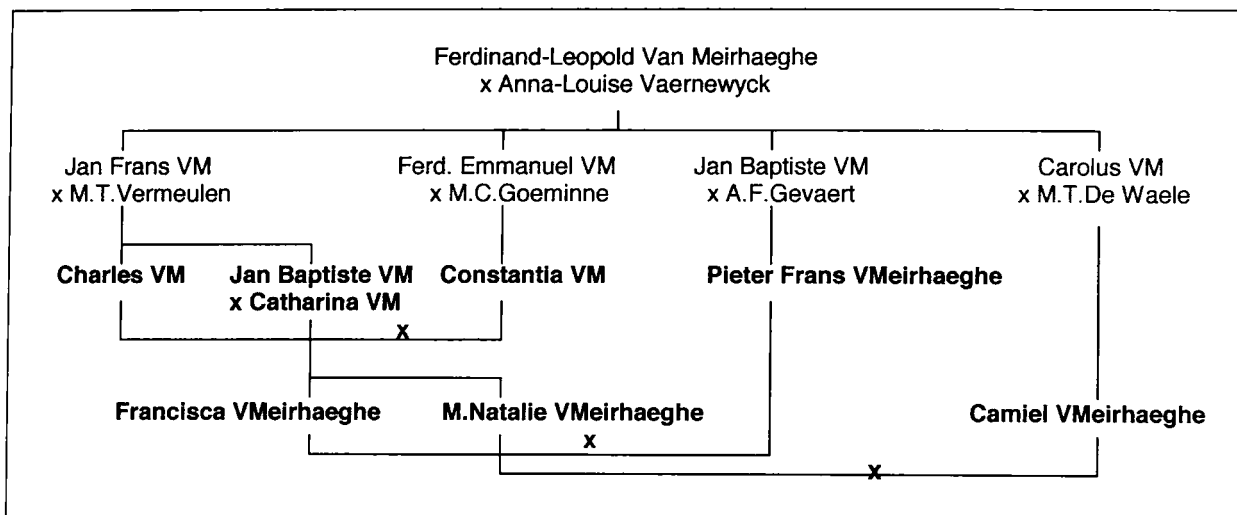 Ferdinand-Leopold Van Meirhaeghe
x Anna-Louise Vaernewyck
Jan Frans VM
x M.T.Vermeulen
Ferd. Emmanuel VM
x M.C.Goeminne
Jan Baptiste VM
x A.F.Gevaert
Carolus VM
x M.T.De Waele
Charles VM
Jan Baptiste VM
x Catharina VM
Constantia VM
Pieter Frans VMeirhaeghe
x
Francisca VMeirhaeghe
M.Natalie VMeirhaeghe
Camiel VMeirhaeghe
x
x